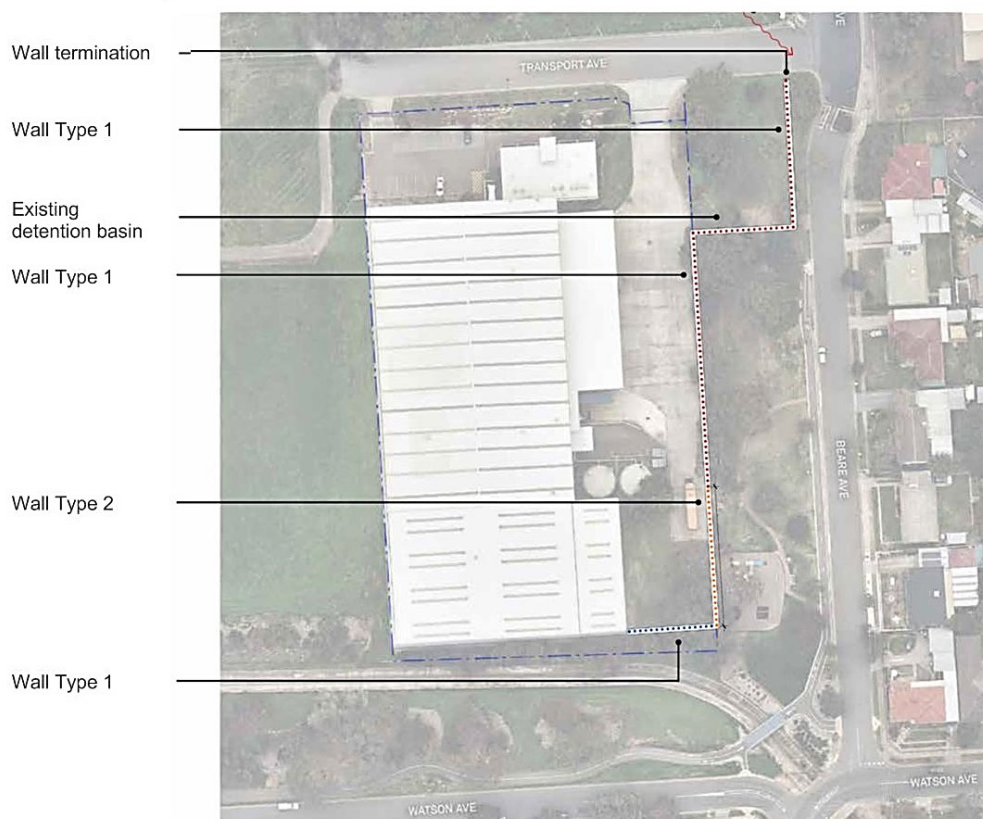 Wall termination
TRANSPORT AVE
AVE
Wall Type 1
Existing
detention basin
Wall Type 1
BEARE AVE
Wall Type 2
Wall Type 1
WATSON AVE
WATSON AVE